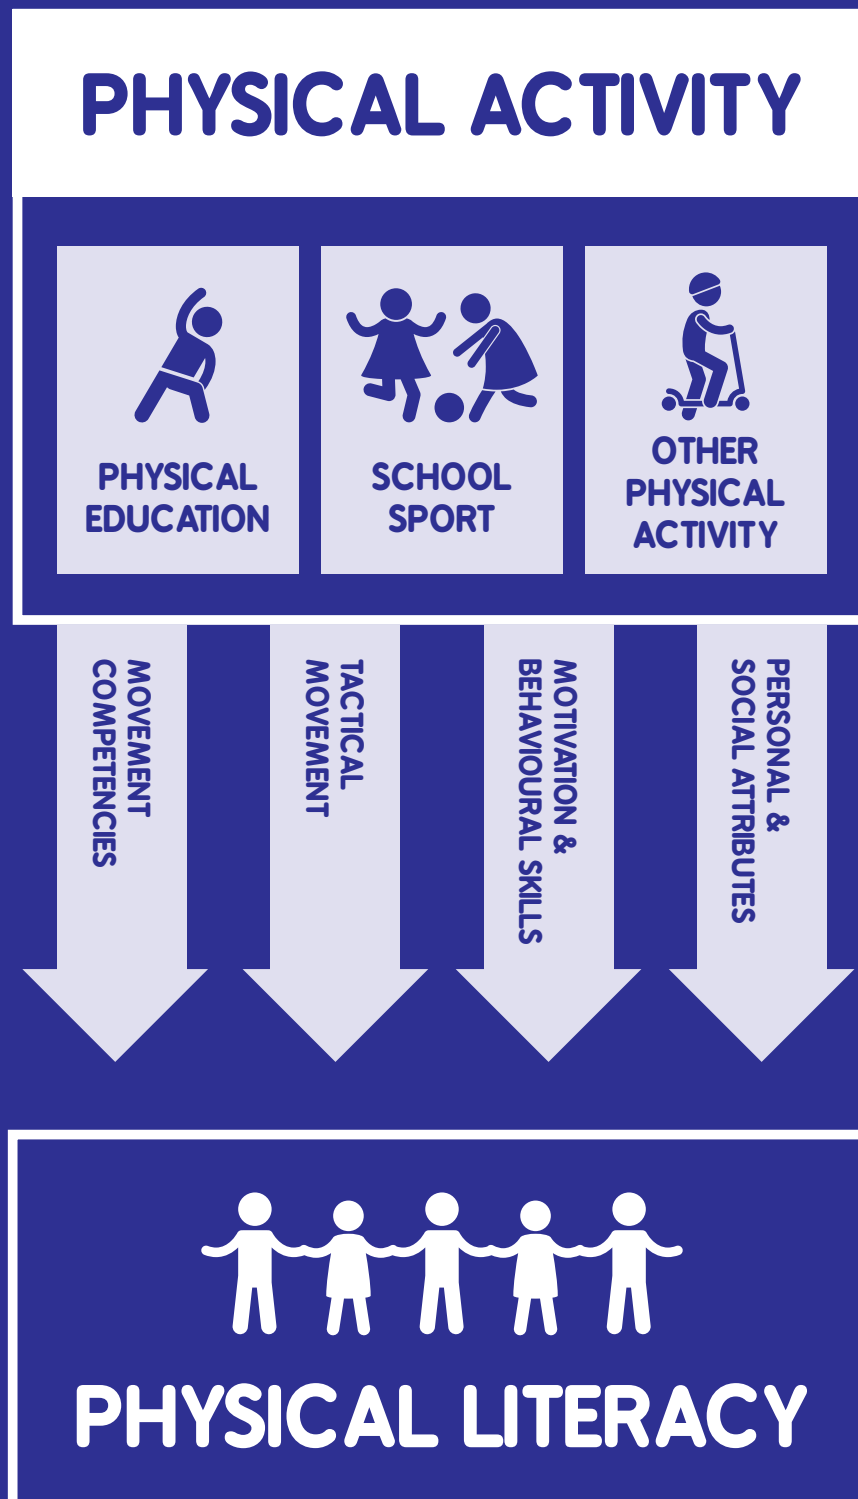 PHYSICAL ACTIVITY
PHYSICAL
EDUCATION
SCHOOL
SPORT
OTHER
PHYSICAL
ACTIVITY
MOVEMENT
COMPETENCIES
TACTICAL
MOVEMENT
MOTIVATION &
BEHAVIOURAL SKILLS
PERSONAL &
SOCIAL ATTRIBUTES
PHYSICAL LITERACY